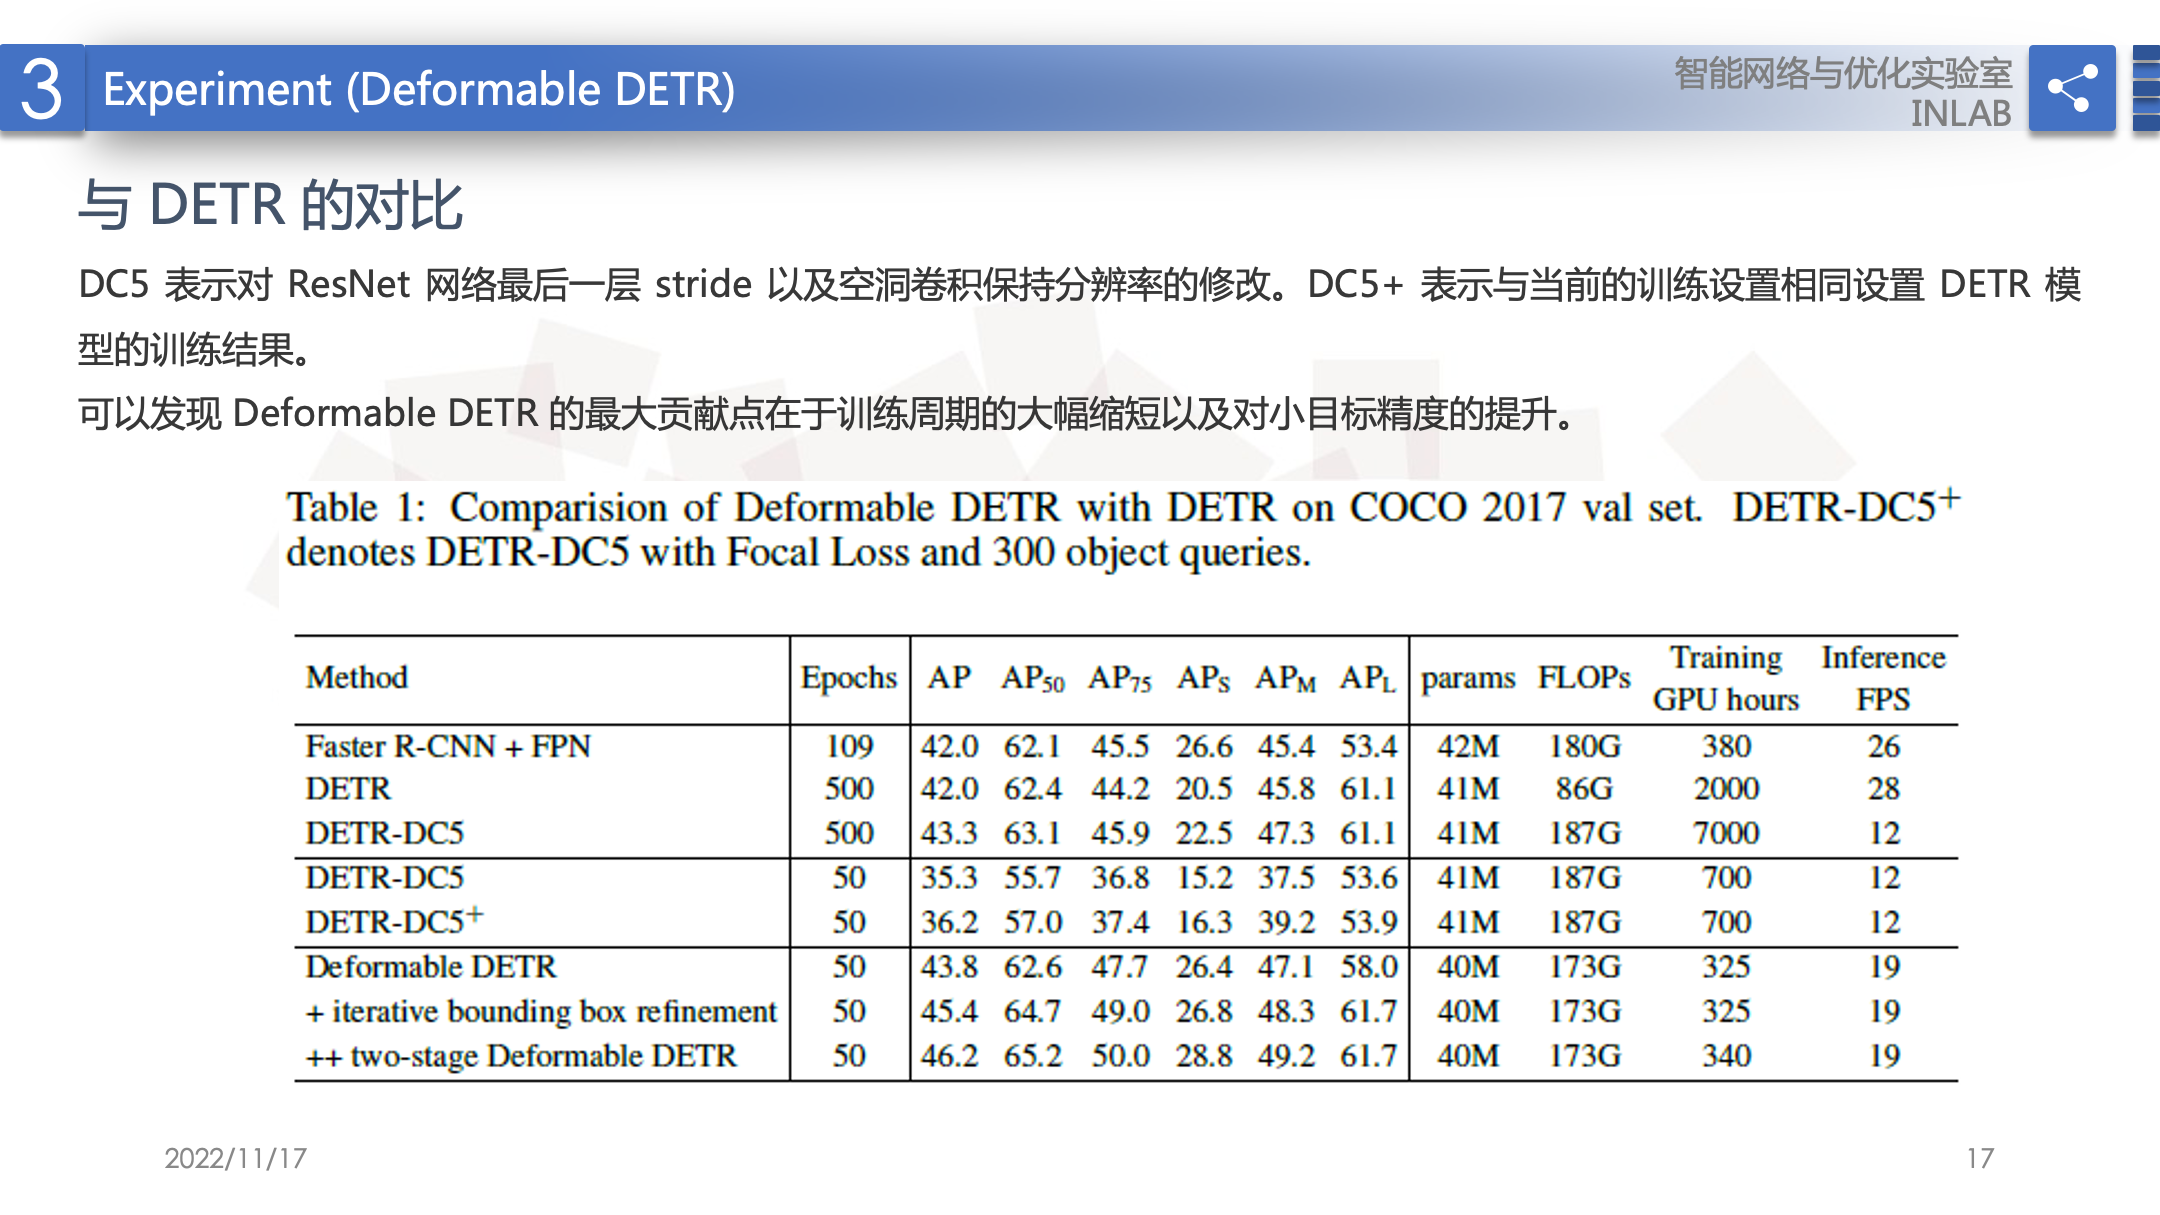 3
Experiment (Deformable DETR)
智能网络与优化实验室
INLAB
与 DETR 的对比
DC5 表示对 ResNet 网络最后一层 stride 以及空洞卷积保持分辨率的修改。DC5+ 表示与当前的训练设置相同设置 DETR 模
型的训练结果。
可以发现 Deformable DETR 的最大贡献点在于训练周期的大幅缩短以及对小目标精度的提升。
Table 1: Comparision of Deformable DETR with DETR on COCO 2017 val set. DETR-DC5⁺
denotes DETR-DC5 with Focal Loss and 300 object queries.
Method Epochs AP AP50 AP75 APS APM APL params FLOPs Training GPU hours Inference FPS
Faster R-CNN + FPN 109 42.0 62.1 45.5 26.6 45.4 53.4 42M 180G 380 26
DETR 500 42.0 62.4 44.2 20.5 45.8 61.1 41M 86G 2000 28
DETR-DC5 500 43.3 63.1 45.9 22.5 47.3 61.1 41M 187G 7000 12
DETR-DC5 50 35.3 55.7 36.8 15.2 37.5 53.6 41M 187G 700 12
DETR-DC5⁺ 50 36.2 57.0 37.4 16.3 39.2 53.9 41M 187G 700 12
Deformable DETR 50 43.8 62.6 47.7 26.4 47.1 58.0 40M 173G 325 19
+ iterative bounding box refinement 50 45.4 64.7 49.0 26.8 48.3 61.7 40M 173G 325 19
++ two-stage Deformable DETR 50 46.2 65.2 50.0 28.8 49.2 61.7 40M 173G 340 19
2022/11/17
17